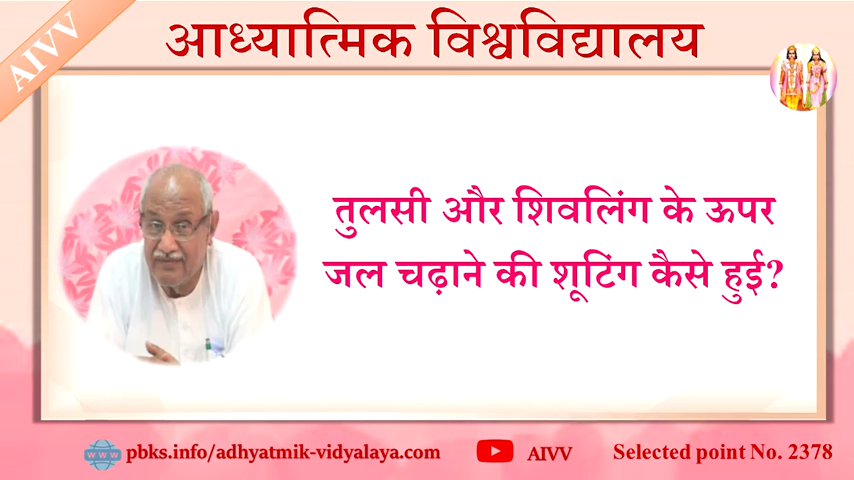 AIVV
आध्यात्मिक विश्वविद्यालय
तुलसी और शिवलिंग के ऊपर
जल चढ़ाने की शूटिंग कैसे हुई?
pbks.info/adhyatmik-vidyalaya.com
AIVV
Selected point No. 2378